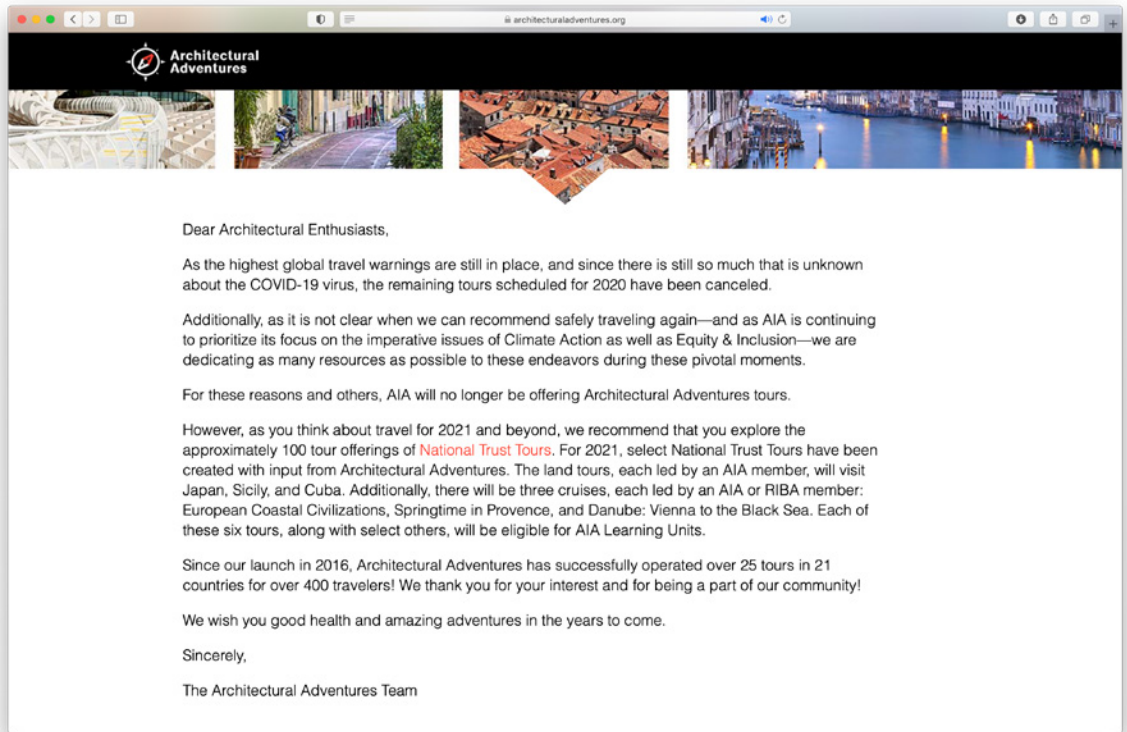 architecturaladventures.org
Architectural
Adventures
Dear Architectural Enthusiasts,
As the highest global travel warnings are still in place, and since there is still so much that is unknown
about the COVID-19 virus, the remaining tours scheduled for 2020 have been canceled.
Additionally, as it is not clear when we can recommend safely traveling again—and as AIA is continuing
to prioritize its focus on the imperative issues of Climate Action as well as Equity & Inclusion—we are
dedicating as many resources as possible to these endeavors during these pivotal moments.
For these reasons and others, AIA will no longer be offering Architectural Adventures tours.
However, as you think about travel for 2021 and beyond, we recommend that you explore the
approximately 100 tour offerings of National Trust Tours. For 2021, select National Trust Tours have been
created with input from Architectural Adventures. The land tours, each led by an AIA member, will visit
Japan, Sicily, and Cuba. Additionally, there will be three cruises, each led by an AIA or RIBA member:
European Coastal Civilizations, Springtime in Provence, and Danube: Vienna to the Black Sea. Each of
these six tours, along with select others, will be eligible for AIA Learning Units.
Since our launch in 2016, Architectural Adventures has successfully operated over 25 tours in 21
countries for over 400 travelers! We thank you for your interest and for being a part of our community!
We wish you good health and amazing adventures in the years to come.
Sincerely,
The Architectural Adventures Team